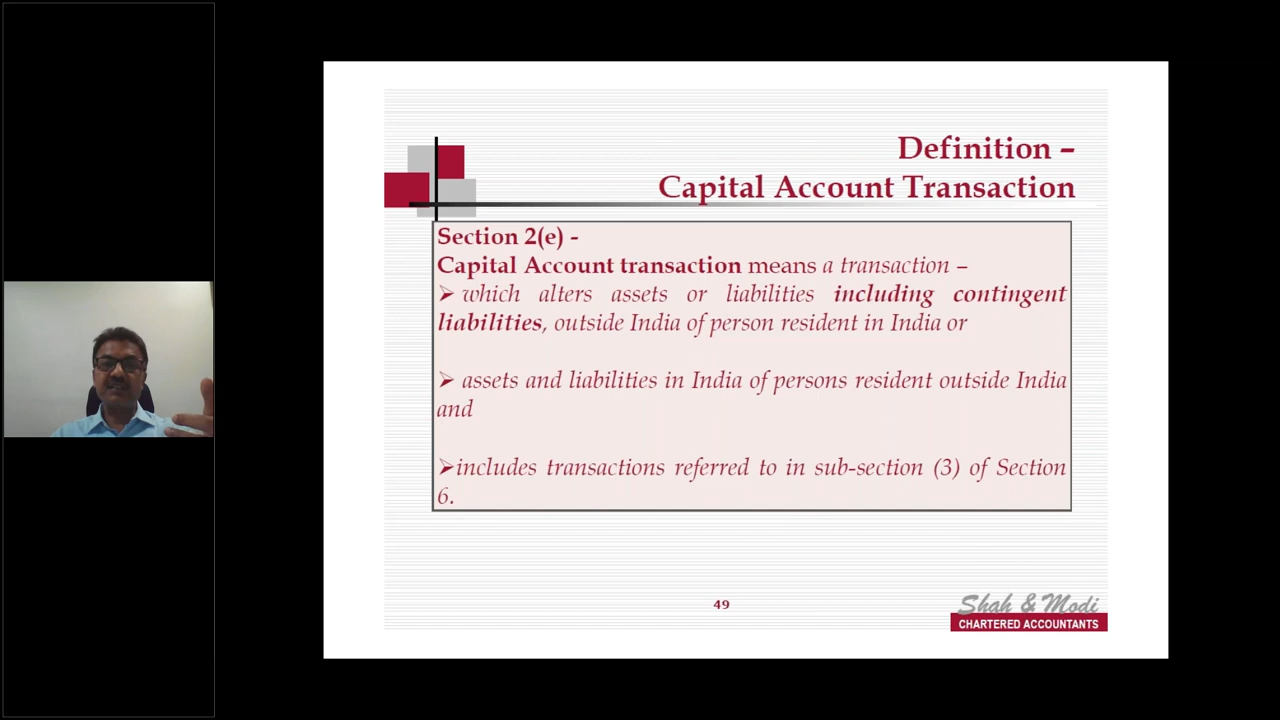 Definition –
Capital Account Transaction
Section 2(e) -
Capital Account transaction means a transaction –
➢ which alters assets or liabilities including contingent
liabilities, outside India of person resident in India or
➢ assets and liabilities in India of persons resident outside India
and
➢includes transactions referred to in sub-section (3) of Section
6.
49
Shah & Modi
CHARTERED ACCOUNTANTS